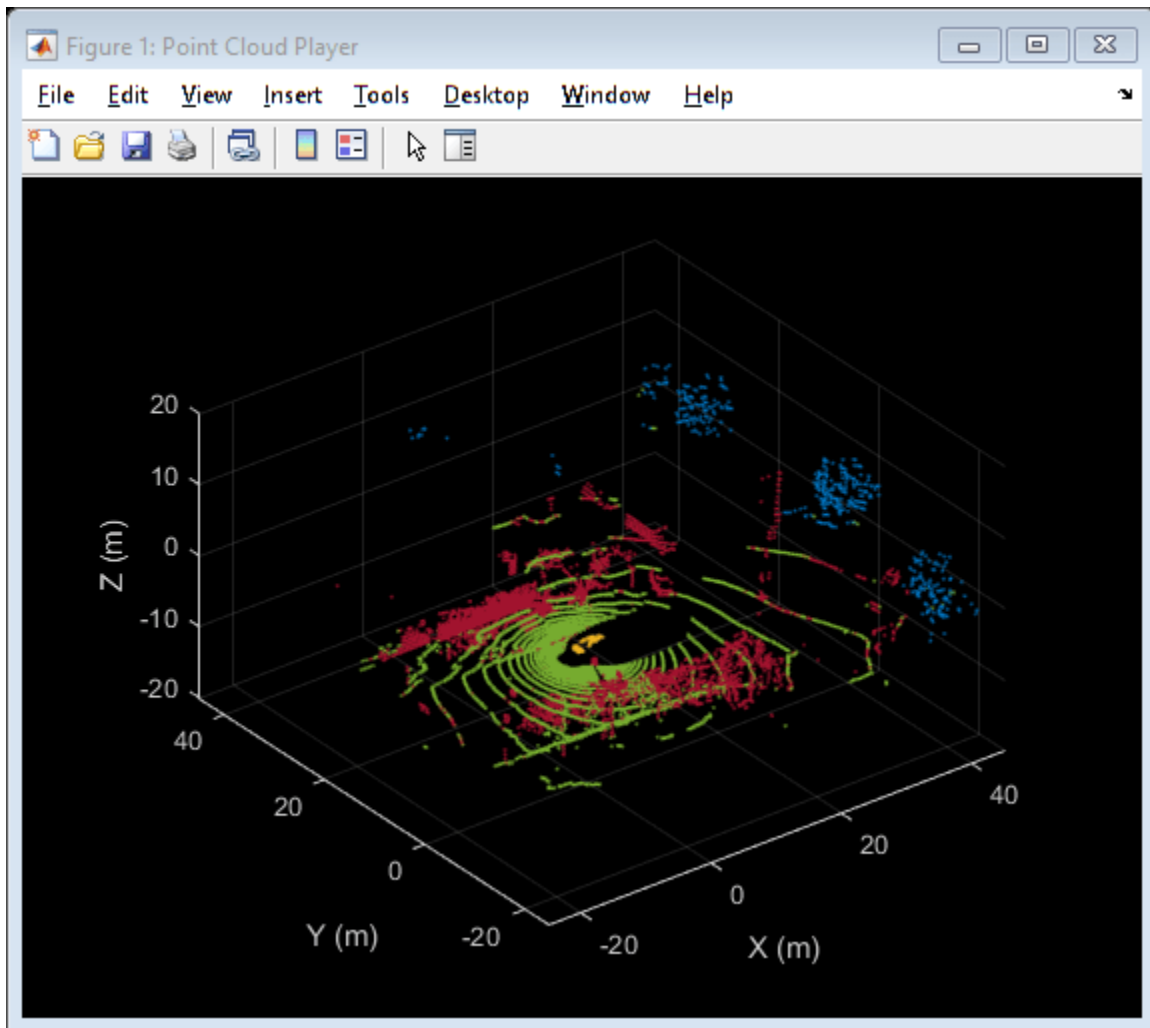 Figure 1: Point Cloud Player
File Edit View Insert Tools Desktop Window Help
20
10
0
-10
-20
Z (m)
40
20
0
-20
Y (m)
-20
0
20
40
X (m)